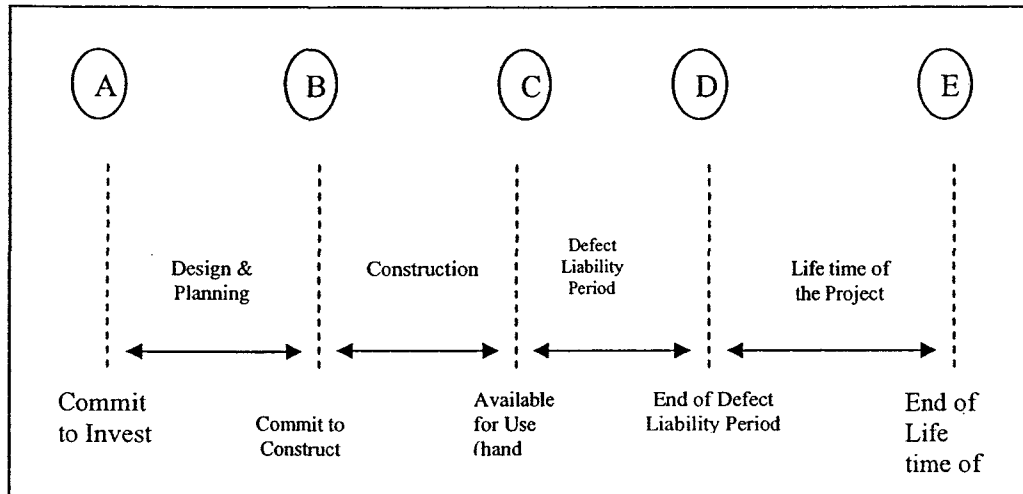 A
B
C
D
E
Design &
Planning
Construction
Defect
Liability
Period
Life time of
the Project
Commit
to Invest
Commit to
Construct
Available
for Use
(hand
End of Defect
Liability Period
End of
Life
time of